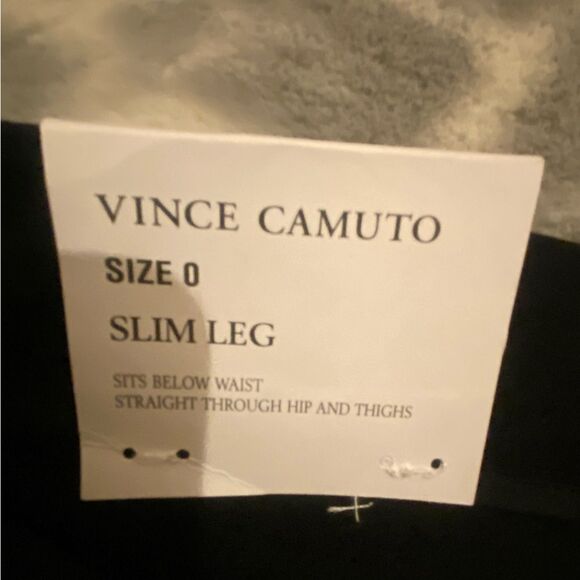 VINCE CAMUTO
SIZE 0
SLIM LEG
SITS BELOW WAIST
STRAIGHT THROUGH HIP AND THIGHS